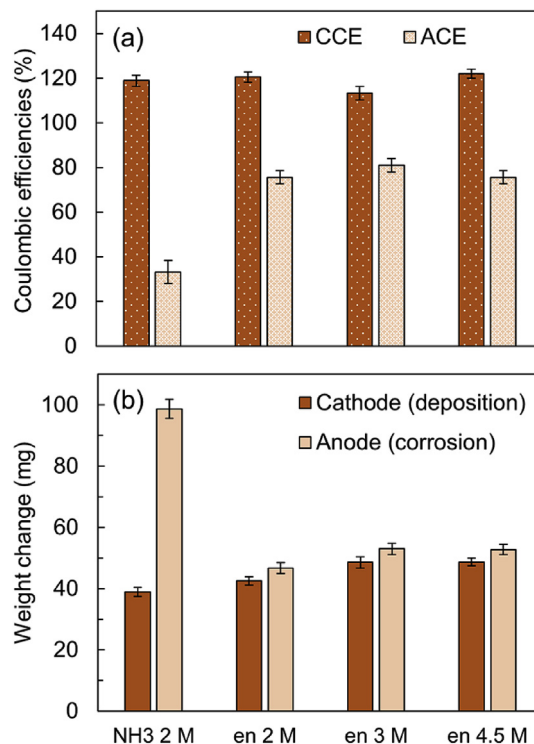 (a)
CCE
ACE
Coulombic efficiencies (%)
140
120
100
80
60
40
20
0
(b)
Cathode (deposition)
Anode (corrosion)
Weight change (mg)
100
80
60
40
20
0
NH3 2 M en 2 M en 3 M en 4.5 M